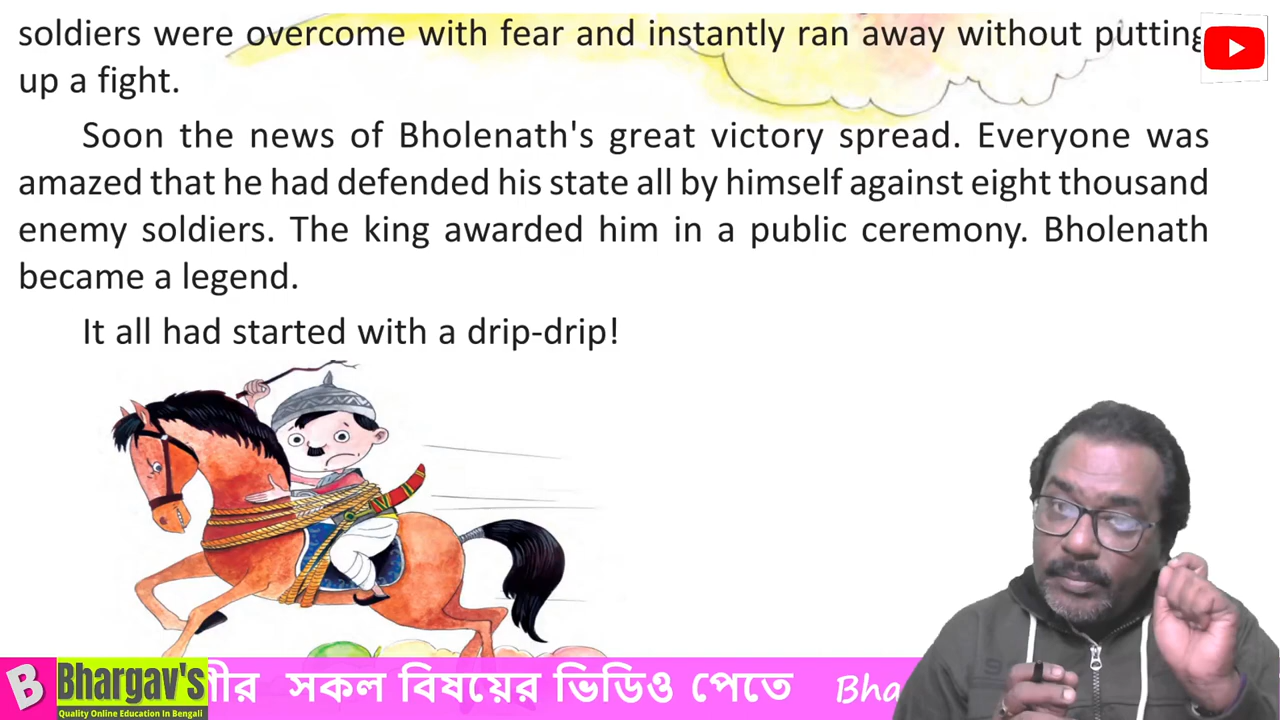 soldiers were overcome with fear and instantly ran away without putting
up a fight.
Soon the news of Bholenath's great victory spread. Everyone was
amazed that he had defended his state all by himself against eight thousand
enemy soldiers. The king awarded him in a public ceremony. Bholenath
became a legend.
It all had started with a drip-drip!
B Bhargav's
Quality Online Education In Bengali
সকল বিষয়ের ভিডিও পেতে